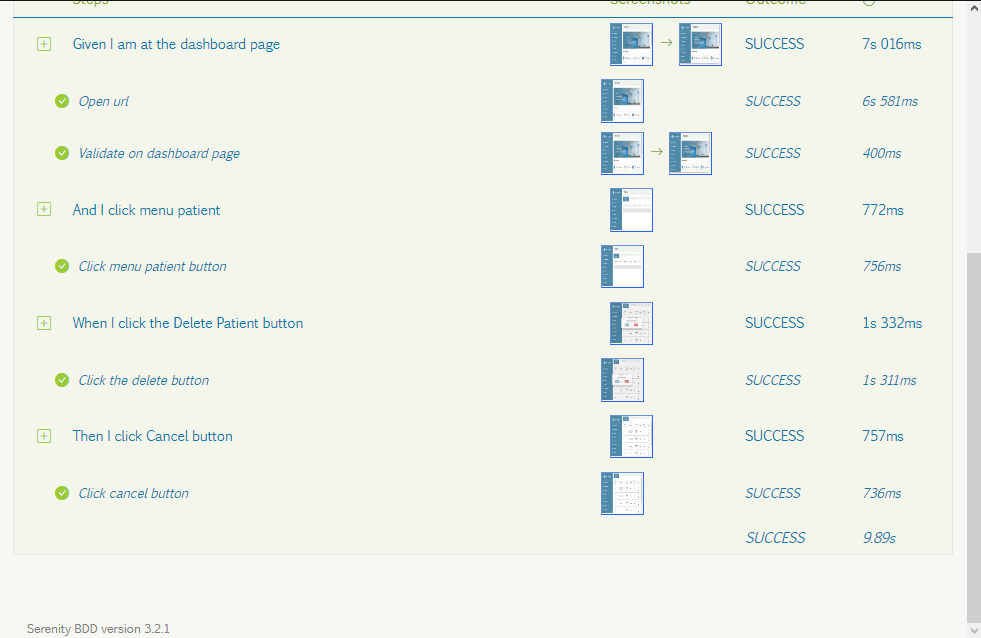 Steps Screenshots Outcome
Given I am at the dashboard page SUCCESS 7s 016ms
Open url SUCCESS 6s 581ms
Validate on dashboard page SUCCESS 400ms
And I click menu patient SUCCESS 772ms
Click menu patient button SUCCESS 756ms
When I click the Delete Patient button SUCCESS 1s 332ms
Click the delete button SUCCESS 1s 311ms
Then I click Cancel button SUCCESS 757ms
Click cancel button SUCCESS 736ms
SUCCESS 9.89s
Serenity BDD version 3.2.1